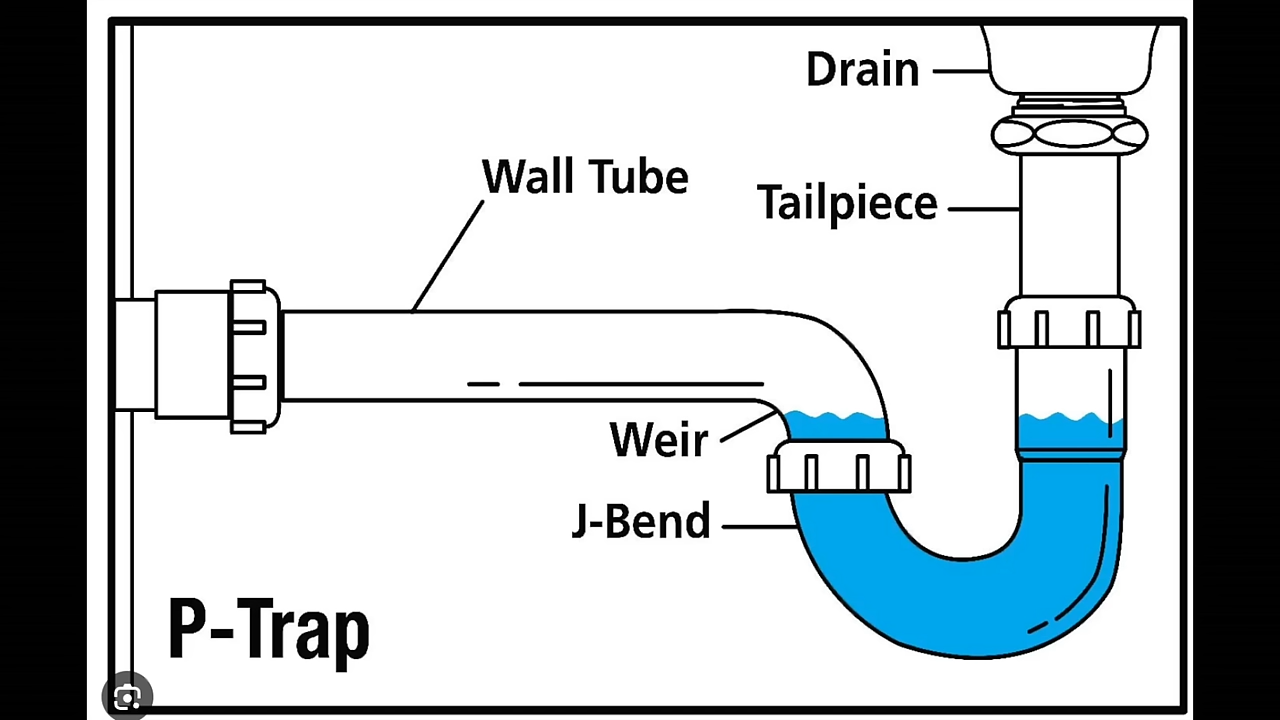 Drain
Wall Tube
Tailpiece
Weir
J-Bend
P-Trap